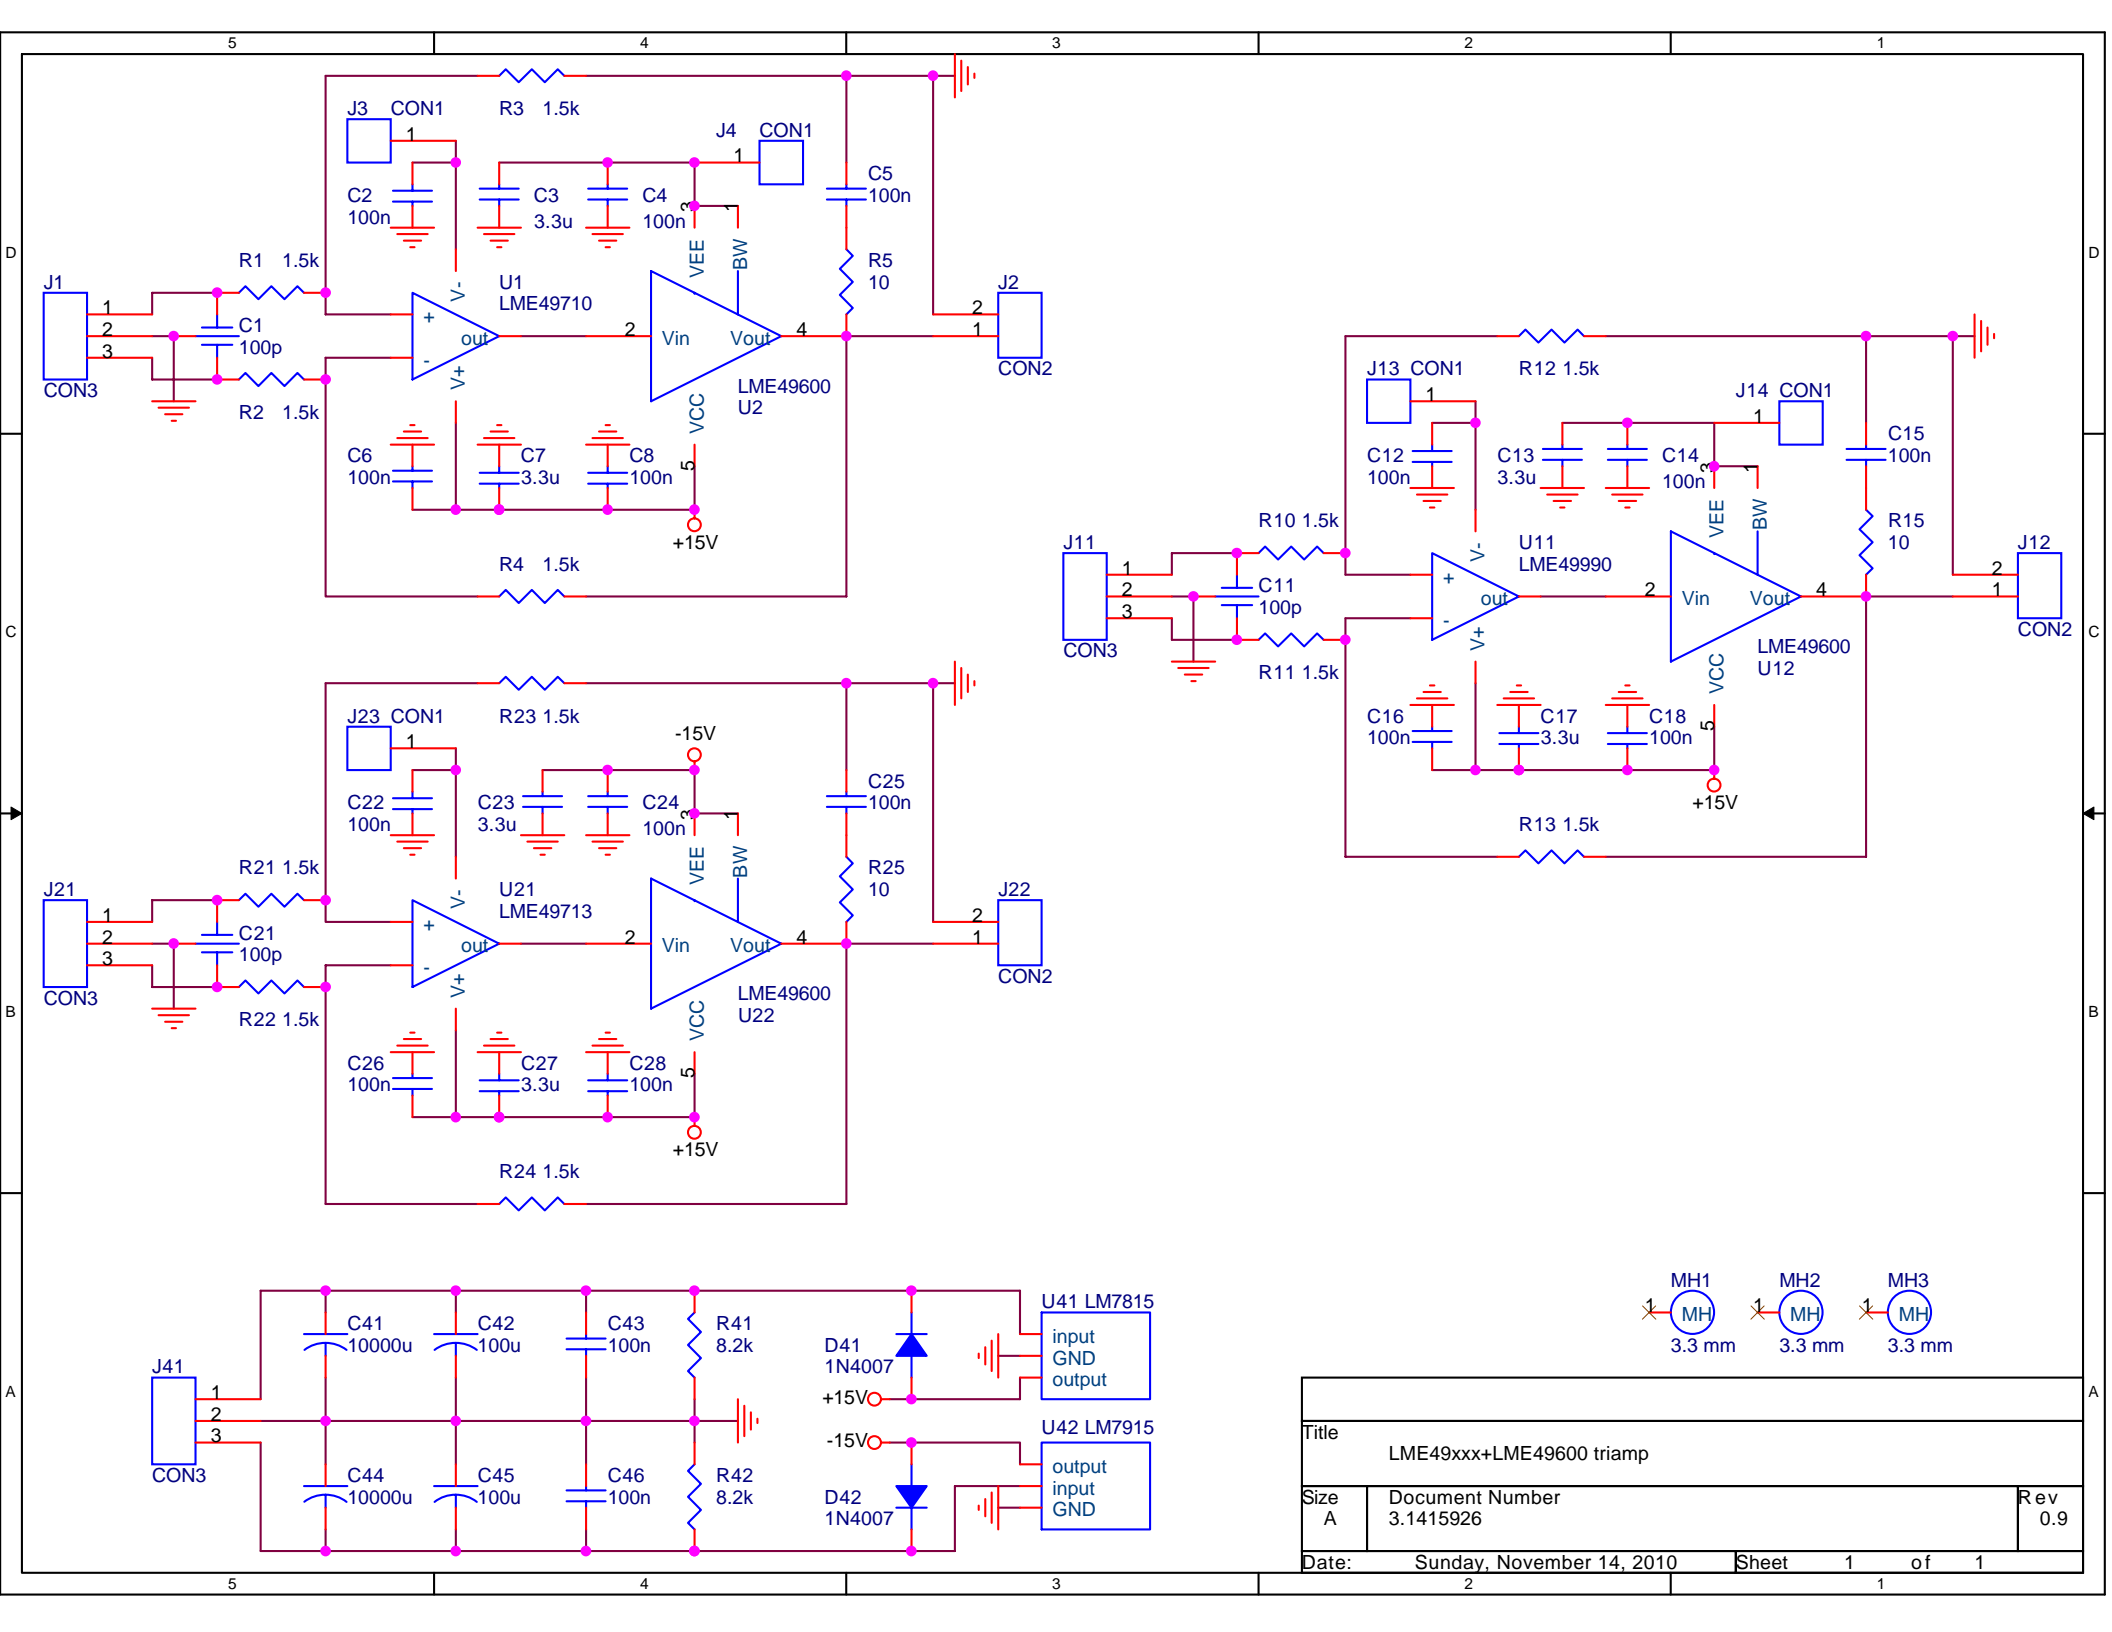 5 4 3 2 1
D
C
B
A
D
C
B
A
J3 CON1
1
R3 1.5k
J4 CON1
1
C2
100n
C3
3.3u
C4
100n
C5
100n
3
1
VEE
BW
R1 1.5k
J1
1
2
3
CON3
C1
100p
R2 1.5k
U1
LME49710
V-
+
-
out
V+
2
Vin
Vout
4
LME49600
U2
VCC
5
R5
10
J2
2
1
CON2
C6
100n
C7
3.3u
C8
100n
+15V
R4 1.5k
R12 1.5k
J13 CON1
1
J14 CON1
1
C12
100n
C13
3.3u
C14
100n
C15
100n
3
1
VEE
BW
R10 1.5k
J11
1
2
3
CON3
C11
100p
R11 1.5k
U11
LME49990
V-
+
-
out
V+
2
Vin
Vout
4
LME49600
U12
VCC
5
R15
10
J12
2
1
CON2
C16
100n
C17
3.3u
C18
100n
+15V
R13 1.5k
R23 1.5k
J23 CON1
1
-15V
C22
100n
C23
3.3u
C24
100n
C25
100n
3
1
VEE
BW
R21 1.5k
J21
1
2
3
CON3
C21
100p
R22 1.5k
U21
LME49713
V-
+
-
out
V+
2
Vin
Vout
4
LME49600
U22
VCC
5
R25
10
J22
2
1
CON2
C26
100n
C27
3.3u
C28
100n
+15V
R24 1.5k
J41
1
2
3
CON3
C41
10000u
C42
100u
C43
100n
R41
8.2k
D41
1N4007
+15V
U41 LM7815
input
GND
output
C44
10000u
C45
100u
C46
100n
R42
8.2k
-15V
D42
1N4007
U42 LM7915
output
input
GND
MH1
1
MH
3.3 mm
MH2
1
MH
3.3 mm
MH3
1
MH
3.3 mm
Title
LME49xxx+LME49600 triamp
Size
A
Document Number
3.1415926
Rev
0.9
Date: Sunday, November 14, 2010
Sheet 1 of 1
5 4 3 2 1